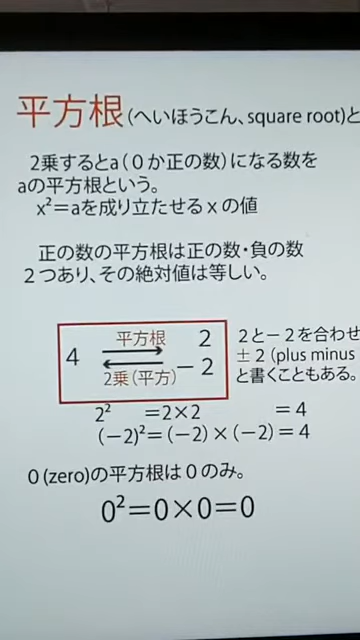 平方根(へいほうこん、square root)と
2乗するとa(0か正の数)になる数を
aの平方根という。
x²=aを成り立たせるxの値
正の数の平方根は正の数・負の数
2つあり、その絶対値は等しい。
平方根
4
2
-2
2乗(平方)
2と-2を合わせ
±2(plus minus
と書くこともある。
2² =2×2 =4
(-2)²=(-2)×(-2)=4
0(zero)の平方根は0のみ。
0²=0×0=0